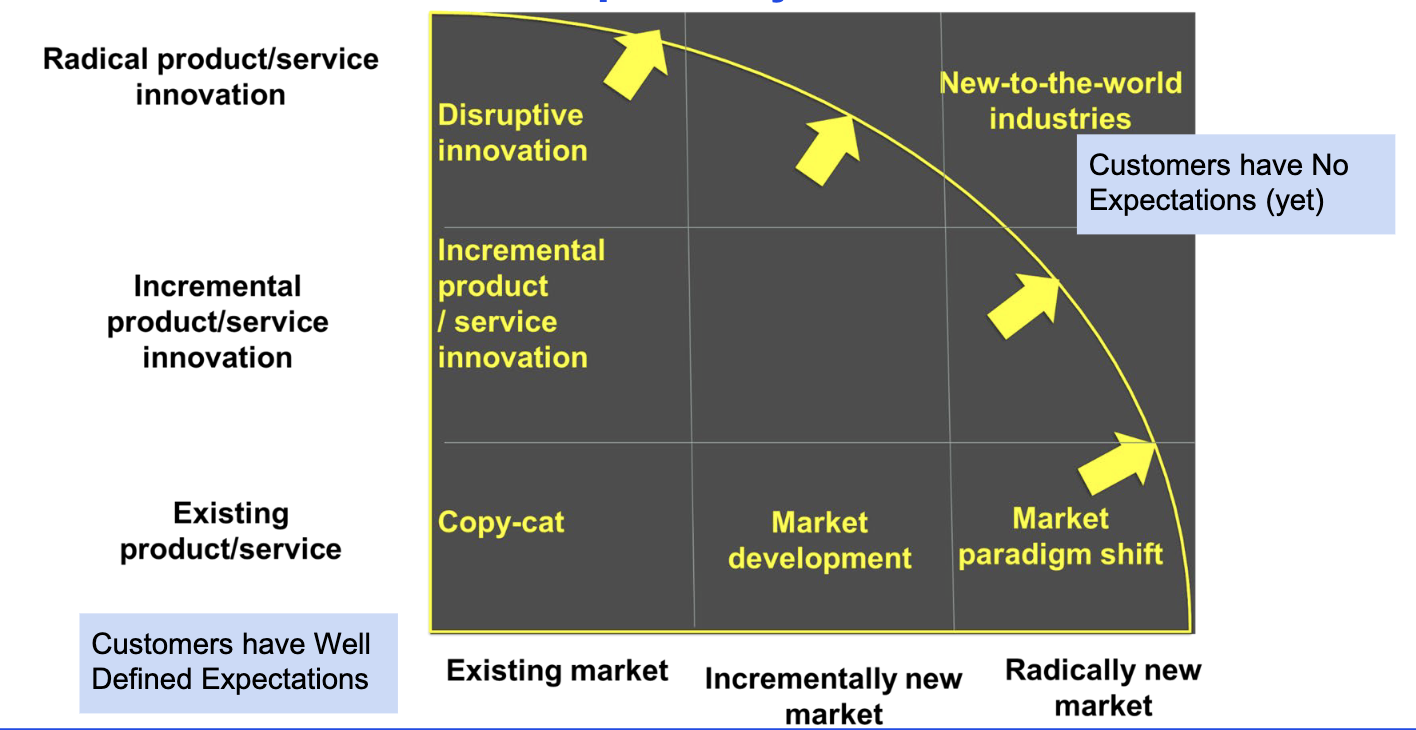 Radical product/service
innovation
Disruptive
innovation
New-to-the-world
industries
Customers have No
Expectations (yet)
Incremental
product/service
innovation
Incremental
product
/ service
innovation
Existing
product/service
Copy-cat
Market
development
Market
paradigm shift
Customers have Well
Defined Expectations
Existing market
Incrementally new
market
Radically new
market